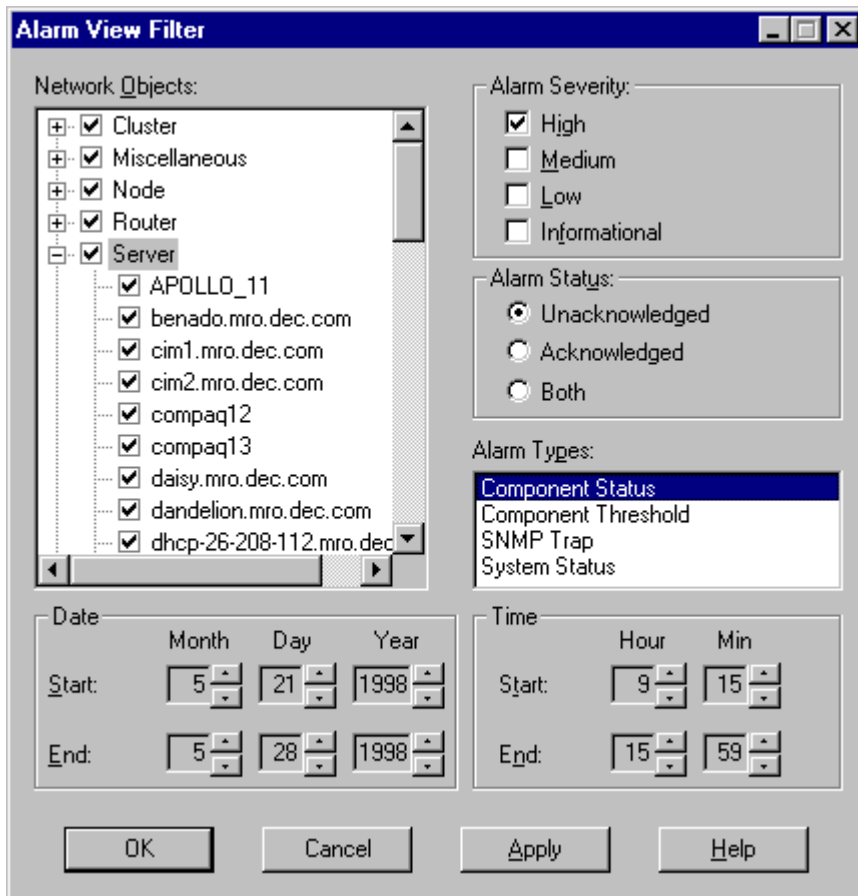 Alarm View Filter
Network Objects:
Cluster
Miscellaneous
Node
Router
Server
APOLLO_11
benado.mro.dec.com
cim1.mro.dec.com
cim2.mro.dec.com
compaq12
compaq13
daisy.mro.dec.com
dandelion.mro.dec.com
dhcp-26-208-112.mro.dec
Alarm Severity:
High
Medium
Low
Informational
Alarm Status:
Unacknowledged
Acknowledged
Both
Alarm Types:
Component Status
Component Threshold
SNMP Trap
System Status
Date
Month Day Year
Start: 5 21 1998
End: 5 28 1998
Time
Hour Min
Start: 9 15
End: 15 59
OK Cancel Apply Help